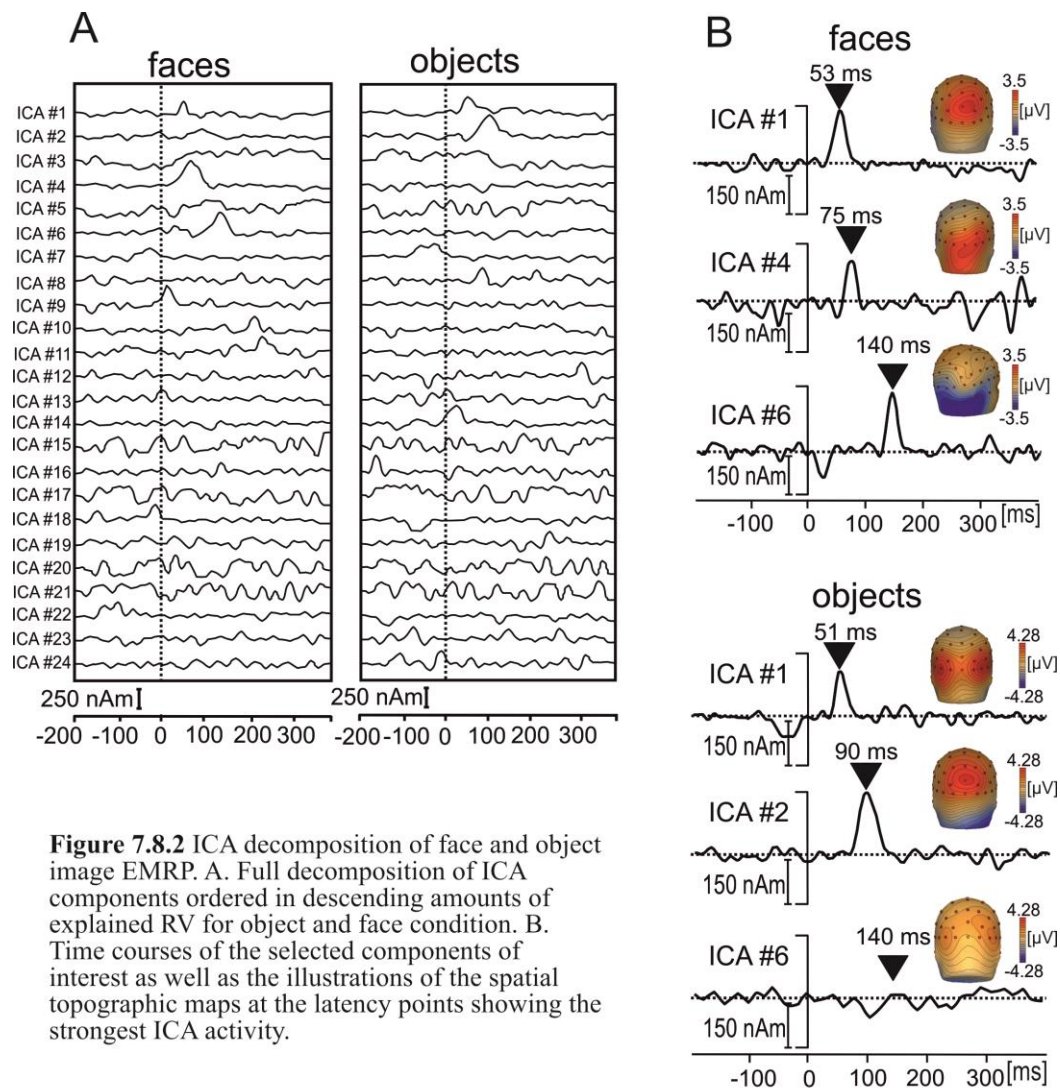 A
faces
objects
ICA #1
ICA #2
ICA #3
ICA #4
ICA #5
ICA #6
ICA #7
ICA #8
ICA #9
ICA #10
ICA #11
ICA #12
ICA #13
ICA #14
ICA #15
ICA #16
ICA #17
ICA #18
ICA #19
ICA #20
ICA #21
ICA #22
ICA #23
ICA #24
250 nAm
250 nAm
-200 -100 0 100 200 300
-200 -100 0 100 200 300
Figure 7.8.2 ICA decomposition of face and object
image EMRP. A. Full decomposition of ICA
components ordered in descending amounts of
explained RV for object and face condition. B.
Time courses of the selected components of
interest as well as the illustrations of the spatial
topographic maps at the latency points showing the
strongest ICA activity.
B
faces
53 ms
3.5
[µV]
-3.5
ICA #1
150 nAm
75 ms
3.5
[µV]
-3.5
ICA #4
150 nAm
140 ms
3.5
[µV]
-3.5
ICA #6
150 nAm
-100 0 100 200 300 [ms]
objects
51 ms
4.28
[µV]
-4.28
ICA #1
150 nAm
90 ms
4.28
[µV]
-4.28
ICA #2
150 nAm
140 ms
4.28
[µV]
-4.28
ICA #6
150 nAm
-100 0 100 200 300 [ms]